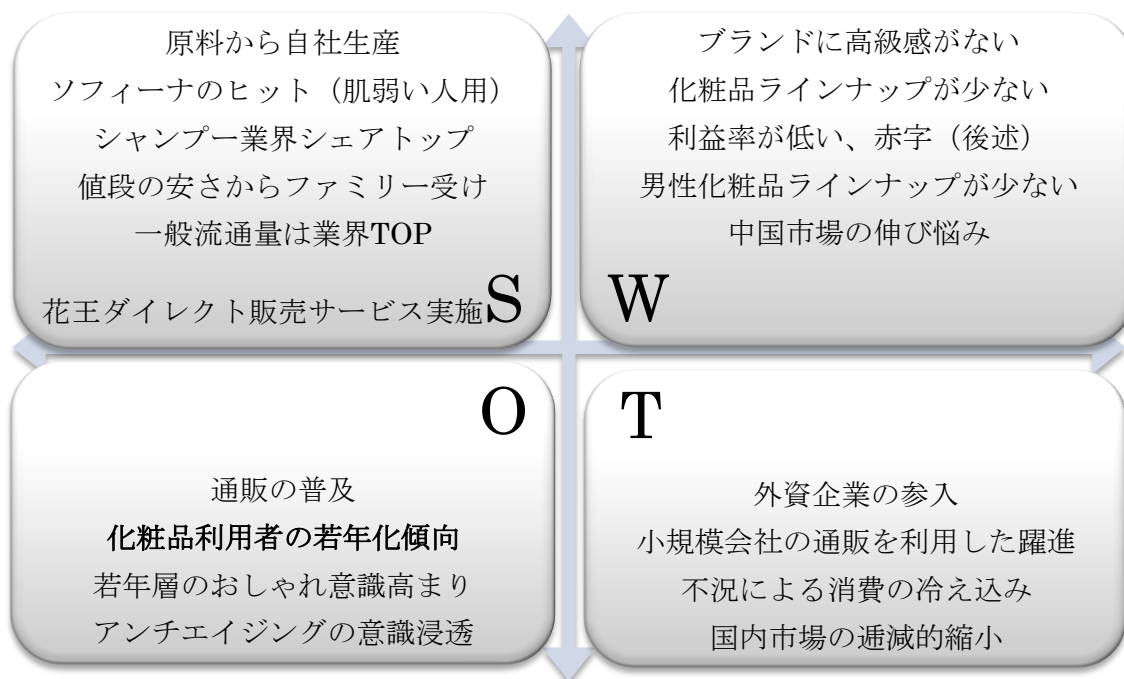 原料から自社生産
ソフィーナのヒット（肌弱い人用）
シャンプー業界シェアトップ
値段の安さからファミリー受け
一般流通量は業界TOP
花王ダイレクト販売サービス実施
S
ブランドに高級感がない
化粧品ラインナップが少ない
利益率が低い、赤字（後述）
男性化粧品ラインナップが少ない
中国市場の伸び悩み
W
O
通販の普及
化粧品利用者の若年化傾向
若年層のおしゃれ意識高まり
アンチエイジングの意識浸透
T
外資企業の参入
小規模会社の通販を利用した躍進
不況による消費の冷え込み
国内市場の逓減的縮小